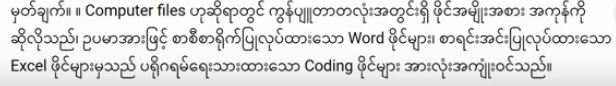 မှတ်ချက်။ ။ Computer files ဟုဆိုရာတွင် ကွန်ပျူတာတလုံးအတွင်းရှိ ဖိုင်အမျိုးအစား အကုန်ကို
ဆိုလိုသည်၊ ဥပမာအားဖြင့် စာစီစာရိုက်ပြုလုပ်ထားသော Word ဖိုင်များ၊ စာရင်းအင်းပြုလုပ်ထားသော
Excel ဖိုင်များမှသည် ပရိုဂရမ်ရေးသားထားသော Coding ဖိုင်များ အားလုံးအကျုံးဝင်သည်။